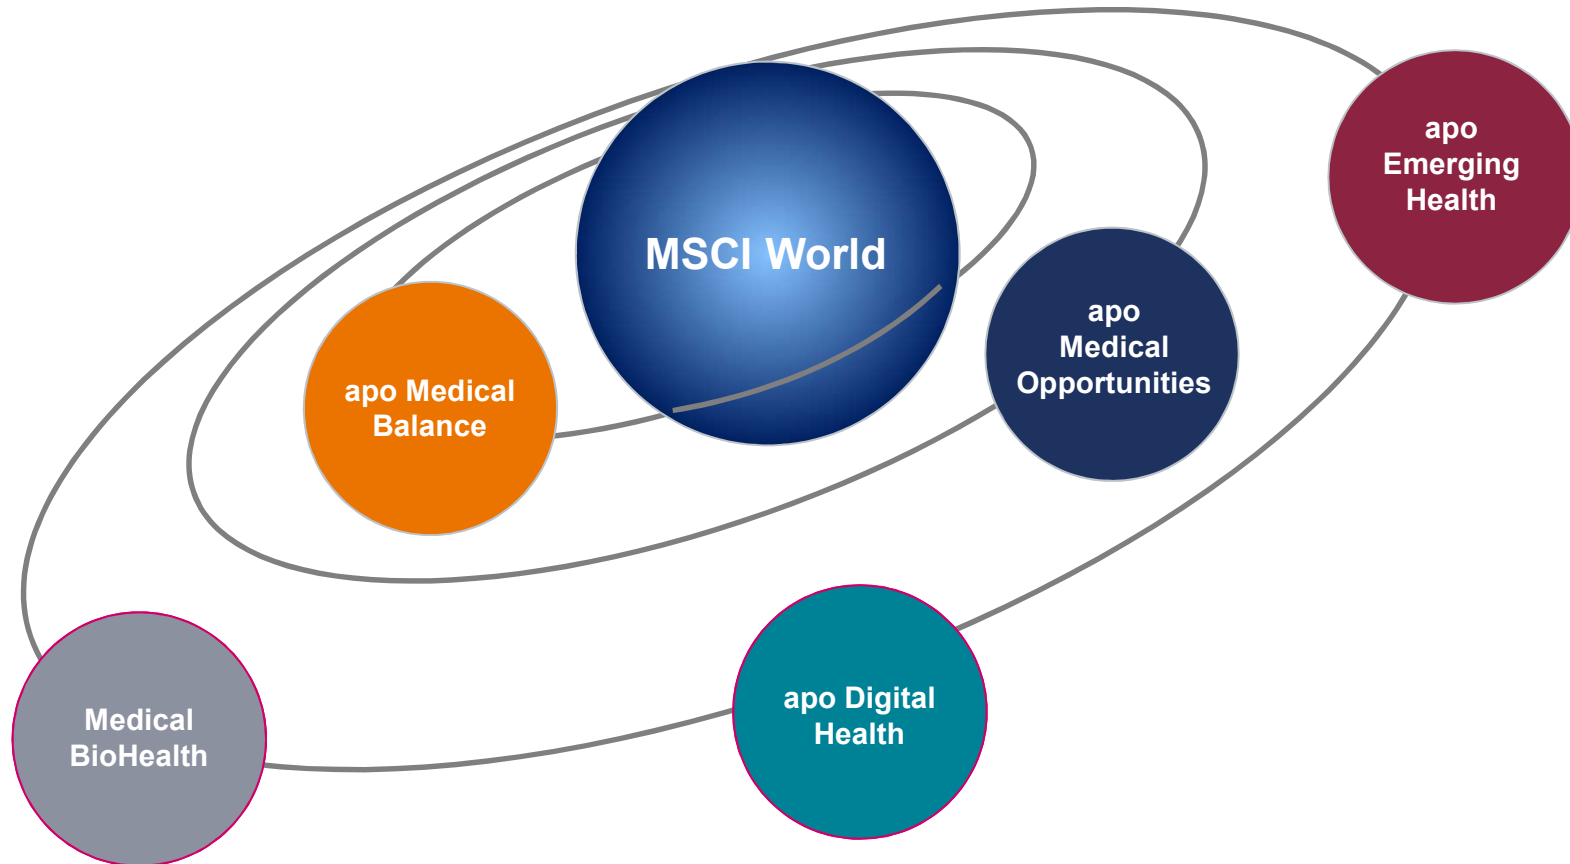 apo
Emerging
Health
MSCI World
apo
Medical
Opportunities
apo Medical
Balance
apo Digital
Health
Medical
BioHealth